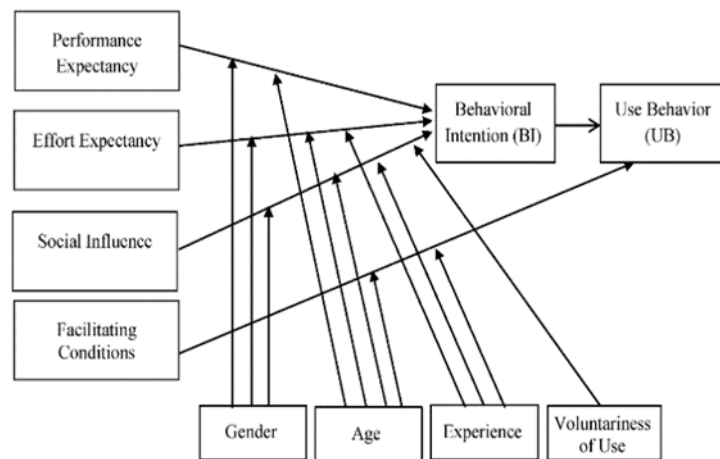 Performance
Expectancy
Effort Expectancy
Social Influence
Facilitating
Conditions
Behavioral
Intention (BI)
Use Behavior
(UB)
Gender
Age
Experience
Voluntariness
of Use